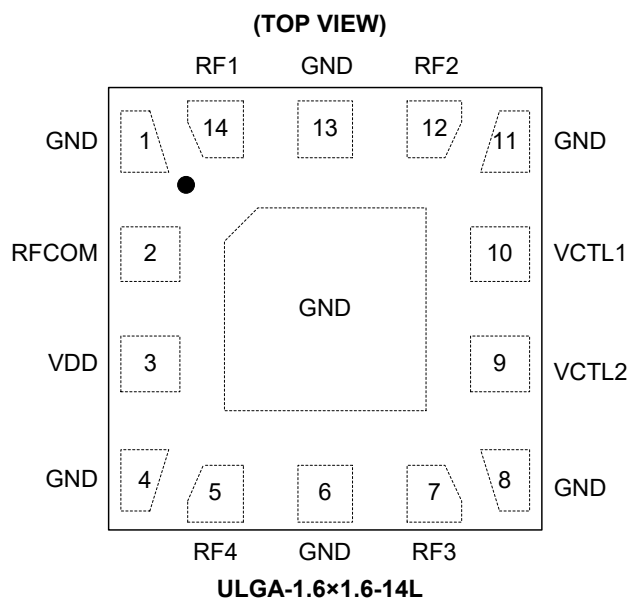 (TOP VIEW)
RF1 GND RF2
14 13 12
GND 1 11 GND
RFCOM 2 10 VCTL1
GND
VDD 3 9 VCTL2
GND 4 8 GND
5 6 7
RF4 GND RF3
ULGA-1.6×1.6-14L